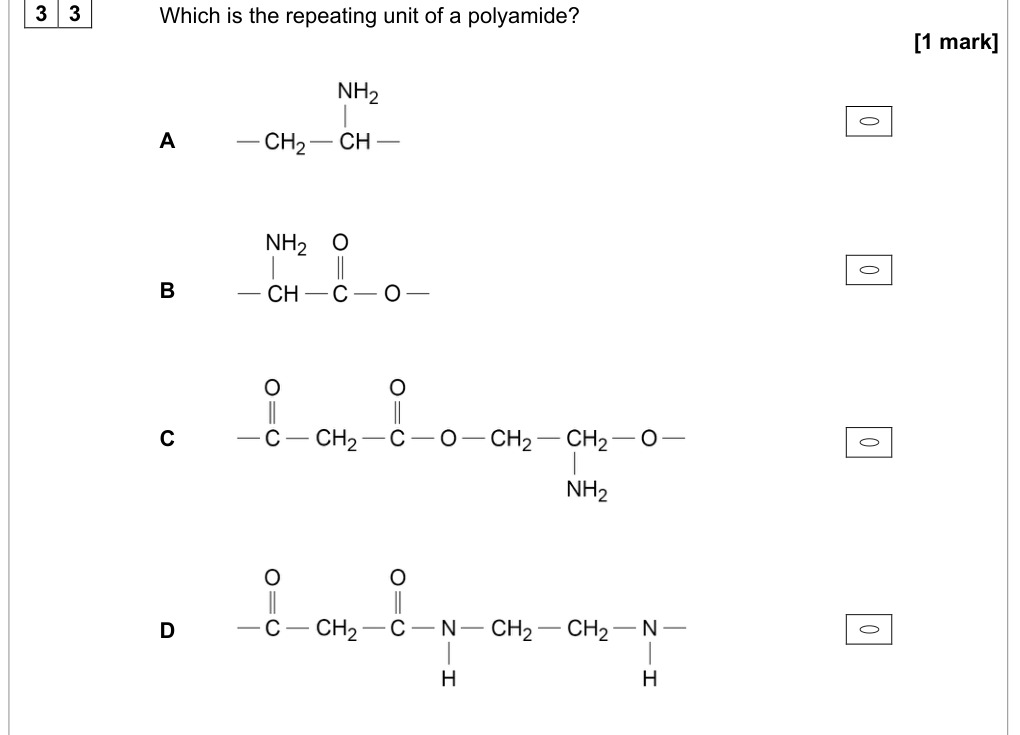 3 3 Which is the repeating unit of a polyamide?
[1 mark]
NH2
A — CH2 — CH —
NH2 O
B — CH — C — O —
O O
C — C — CH2 — C — O — CH2 — CH2 — O —
NH2
O O
D — C — CH2 — C — N — CH2 — CH2 — N —
H H